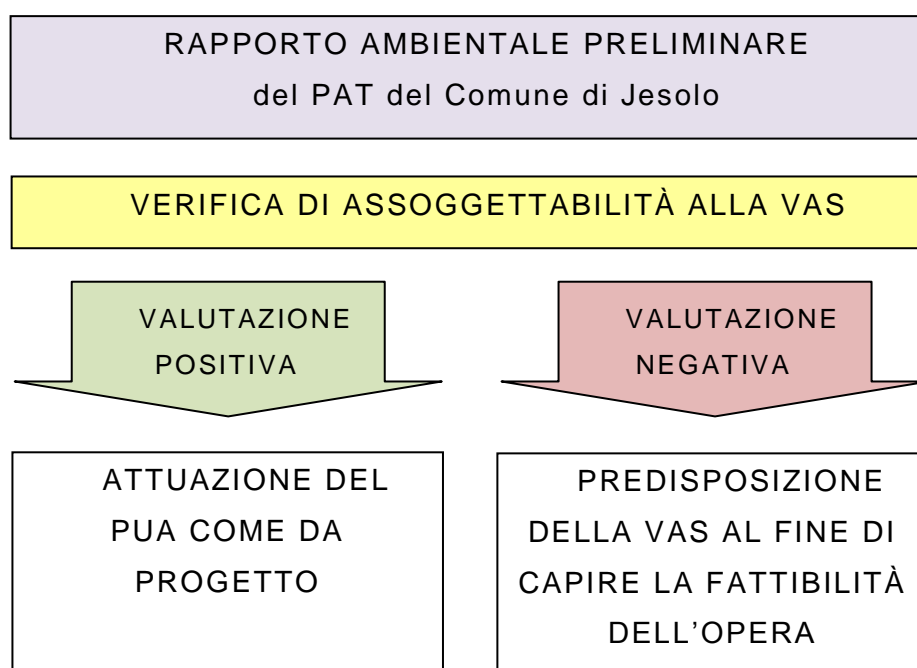 RAPPORTO AMBIENTALE PRELIMINARE
del PAT del Comune di Jesolo
VERIFICA DI ASSOGGETTABILITÀ ALLA VAS
VALUTAZIONE
POSITIVA
VALUTAZIONE
NEGATIVA
ATTUAZIONE DEL
PUA COME DA
PROGETTO
PREDISPOSIZIONE
DELLA VAS AL FINE DI
CAPIRE LA FATTIBILITÀ
DELL'OPERA